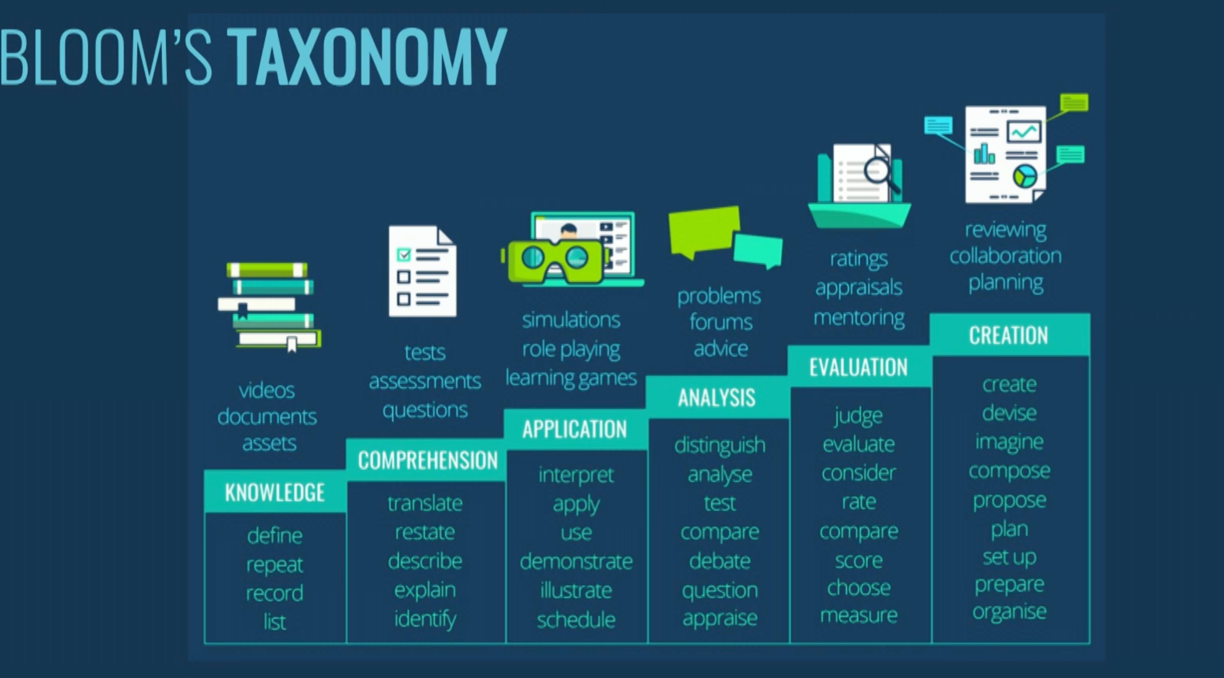 BLOOM'S TAXONOMY
videos
documents
assets
KNOWLEDGE
define
repeat
record
list
tests
assessments
questions
COMPREHENSION
translate
restate
describe
explain
identify
simulations
role playing
learning games
APPLICATION
interpret
apply
use
demonstrate
illustrate
schedule
problems
forums
advice
ANALYSIS
distinguish
analyse
test
compare
debate
question
appraise
ratings
appraisals
mentoring
EVALUATION
judge
evaluate
consider
rate
compare
score
choose
measure
reviewing
collaboration
planning
CREATION
create
devise
imagine
compose
propose
plan
set up
prepare
organise